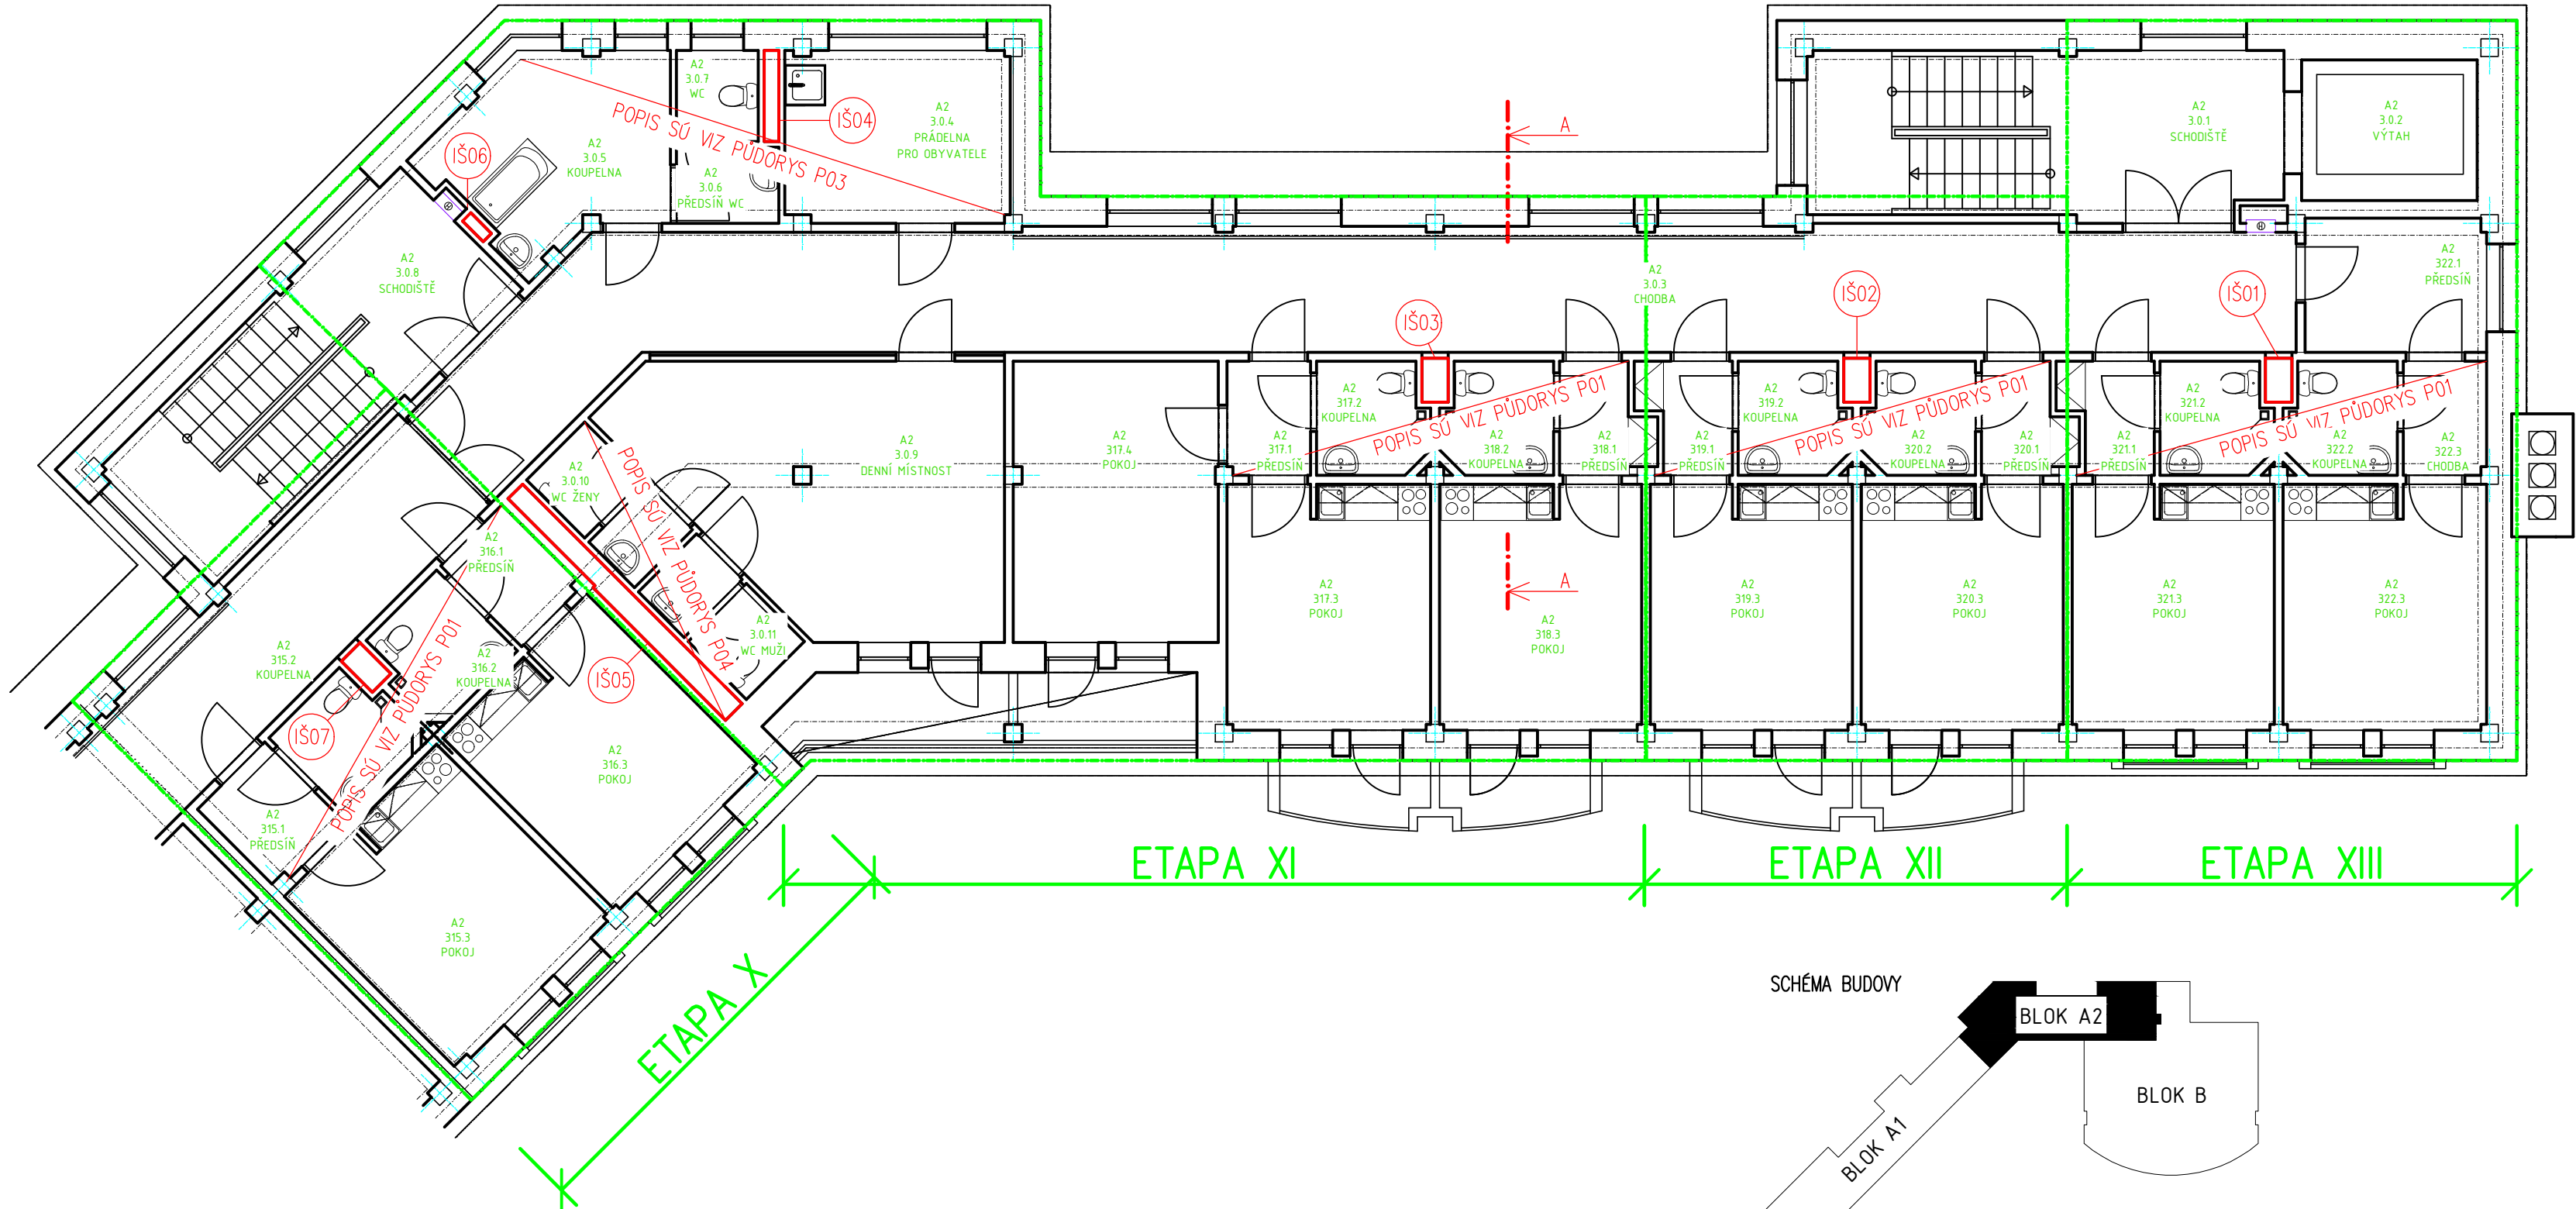 A2
3.0.7
WC
IŠ04
A2
3.0.4
PRÁDELNA
PRO OBYVATELE
POPIS SÚ VIZ PŮDORYS P03
IŠ06
A2
3.0.5
KOUPELNA
A2
3.0.6
PŘEDSÍŇ WC
A
A2
3.0.1
SCHODIŠTĚ
A2
3.0.2
VÝTAH
A2
3.0.8
SCHODIŠTĚ
A2
3.0.3
CHODBA
IŠ03
IŠ02
IŠ01
A2
322.1
PŘEDSÍŇ
A2
3.0.10
WC ŽENY
POPIS SÚ VIZ PŮDORYS P04
A2
3.0.9
DENNÍ MÍSTNOST
A2
317.4
POKOJ
A2
317.1
PŘEDSÍŇ
A2
317.2
KOUPELNA
POPIS SÚ VIZ PŮDORYS P01
A2
318.2
KOUPELNA
A2
318.1
PŘEDSÍŇ
A2
319.1
PŘEDSÍŇ
A2
319.2
KOUPELNA
POPIS SÚ VIZ PŮDORYS P01
A2
320.2
KOUPELNA
A2
320.1
PŘEDSÍŇ
A2
321.1
PŘEDSÍŇ
A2
321.2
KOUPELNA
POPIS SÚ VIZ PŮDORYS P01
A2
322.2
KOUPELNA
A2
322.3
CHODBA
A2
316.1
PŘEDSÍŇ
A2
3.0.11
WC MUŽI
A2
315.2
KOUPELNA
A2
316.2
KOUPELNA
IŠ05
IŠ07
POPIS SÚ VIZ PŮDORYS P01
A2
317.3
POKOJ
A
A2
318.3
POKOJ
A2
319.3
POKOJ
A2
320.3
POKOJ
A2
321.3
POKOJ
A2
322.3
POKOJ
A2
316.3
POKOJ
A2
315.1
PŘEDSÍŇ
A2
315.3
POKOJ
ETAPA X
ETAPA XI
ETAPA XII
ETAPA XIII
SCHÉMA BUDOVY
BLOK A2
BLOK B
BLOK A1